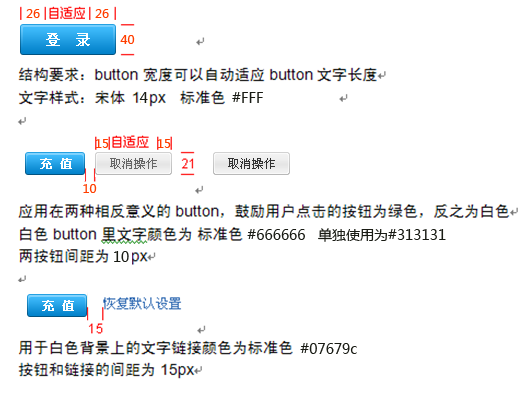 26 自适应 26
登 录 40
结构要求：button 宽度可以自动适应 button 文字长度
文字样式：宋体 14px 标准色 #FFF
15 自适应 15
充 值 取消操作 21 取消操作
10
应用在两种相反意义的 button，鼓励用户点击的按钮为绿色，反之为白色
白色 button 里文字颜色为 标准色 #666666 单独使用为#313131
两按钮间距为 10px
充 值 恢复默认设置
15
用于白色背景上的文字链接颜色为标准色 #07679c
按钮和链接的间距为 15px